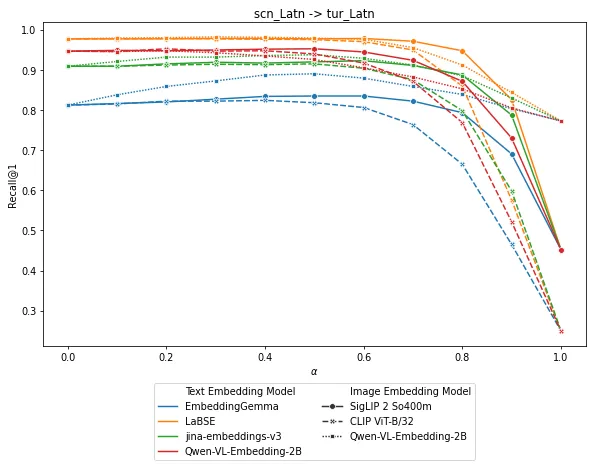 scn_Latn -> tur_Latn
1.0
0.9
0.8
0.7
0.6
0.5
0.4
0.3
Recall@1
0.0 0.2 0.4 0.6 0.8 1.0
α
Text Embedding Model Image Embedding Model
EmbeddingGemma SigLIP 2 So400m
LaBSE CLIP ViT-B/32
jina-embeddings-v3 Qwen-VL-Embedding-2B
Qwen-VL-Embedding-2B